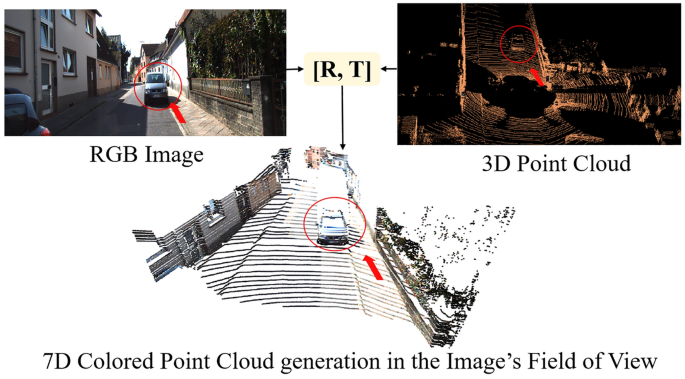 [R, T]
RGB Image
3D Point Cloud
7D Colored Point Cloud generation in the Image's Field of View